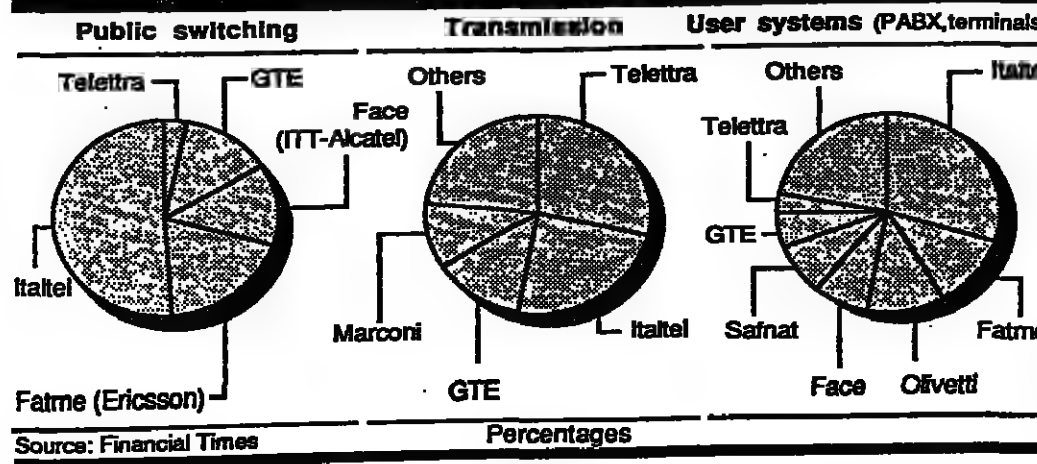 Public switching
Transmission
User systems (PABX,terminals
Telettra
GTE
Face
(ITT-Alcatel)
Italtel
Fatme (Ericsson)
Others
Telettra
Marconi
GTE
Italtel
Others
Telettra
GTE
Safnat
Face
Olivetti
Source: Financial Times
Percentages